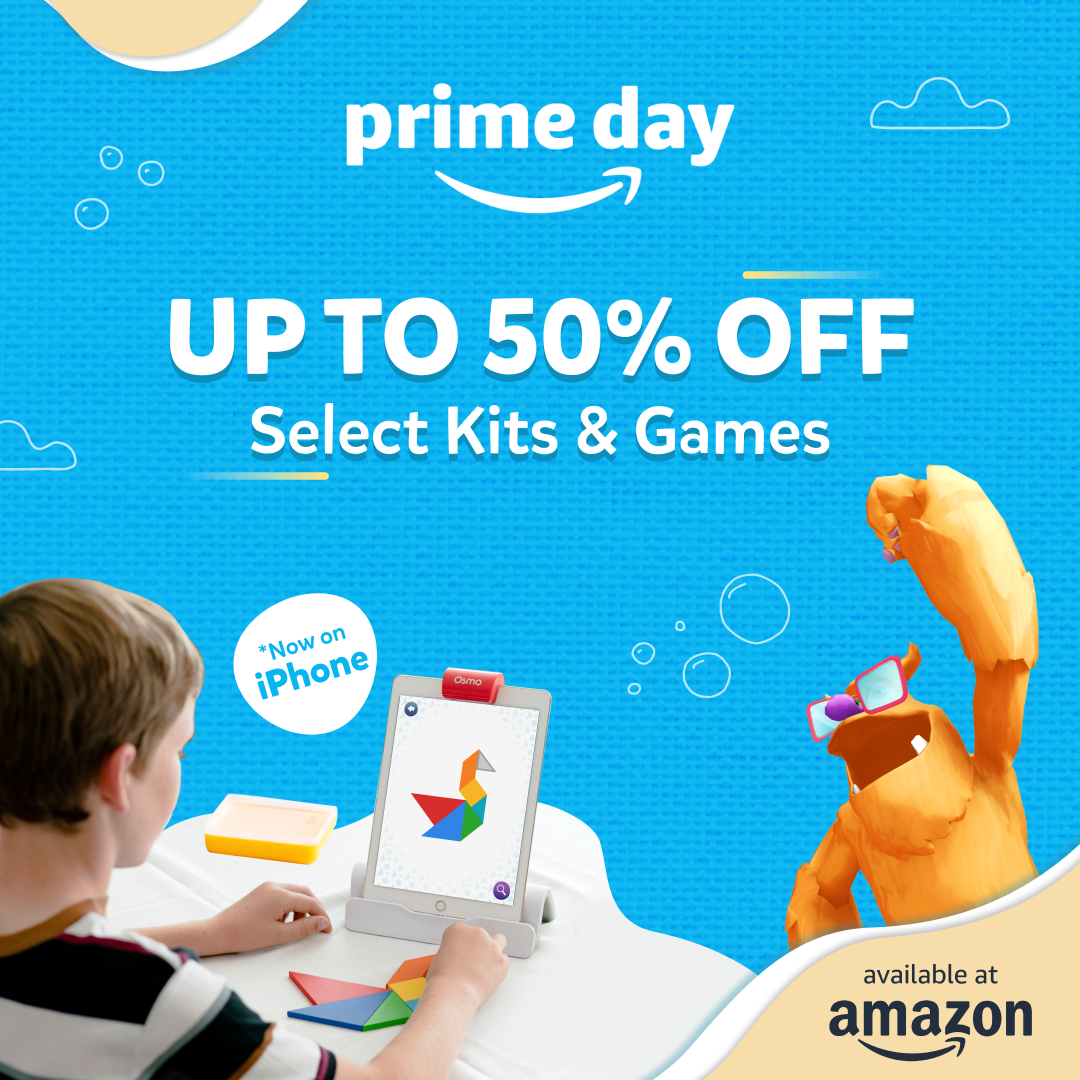 prime day
UP TO 50% OFF
Select Kits & Games
*Now on
iPhone
Osmo
available at
amazon